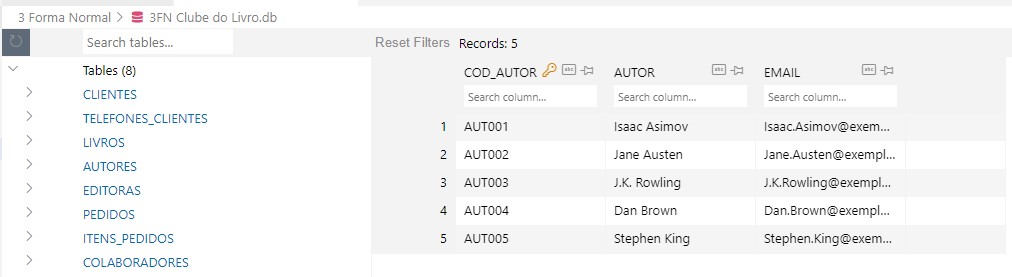 3 Forma Normal > 3FN Clube do Livro.db
Search tables...
Reset Filters Records: 5
Tables (8)
CLIENTES
TELEFONES_CLIENTES
LIVROS
AUTORES
EDITORAS
PEDIDOS
ITENS_PEDIDOS
COLABORADORES
COD_AUTOR abc AUTOR abc EMAIL abc
Search column... Search column... Search column...
1 AUT001 Isaac Asimov Isaac.Asimov@exem...
2 AUT002 Jane Austen Jane.Austen@exempl...
3 AUT003 J.K. Rowling J.K.Rowling@exempl...
4 AUT004 Dan Brown Dan.Brown@exempl...
5 AUT005 Stephen King Stephen.King@exem...